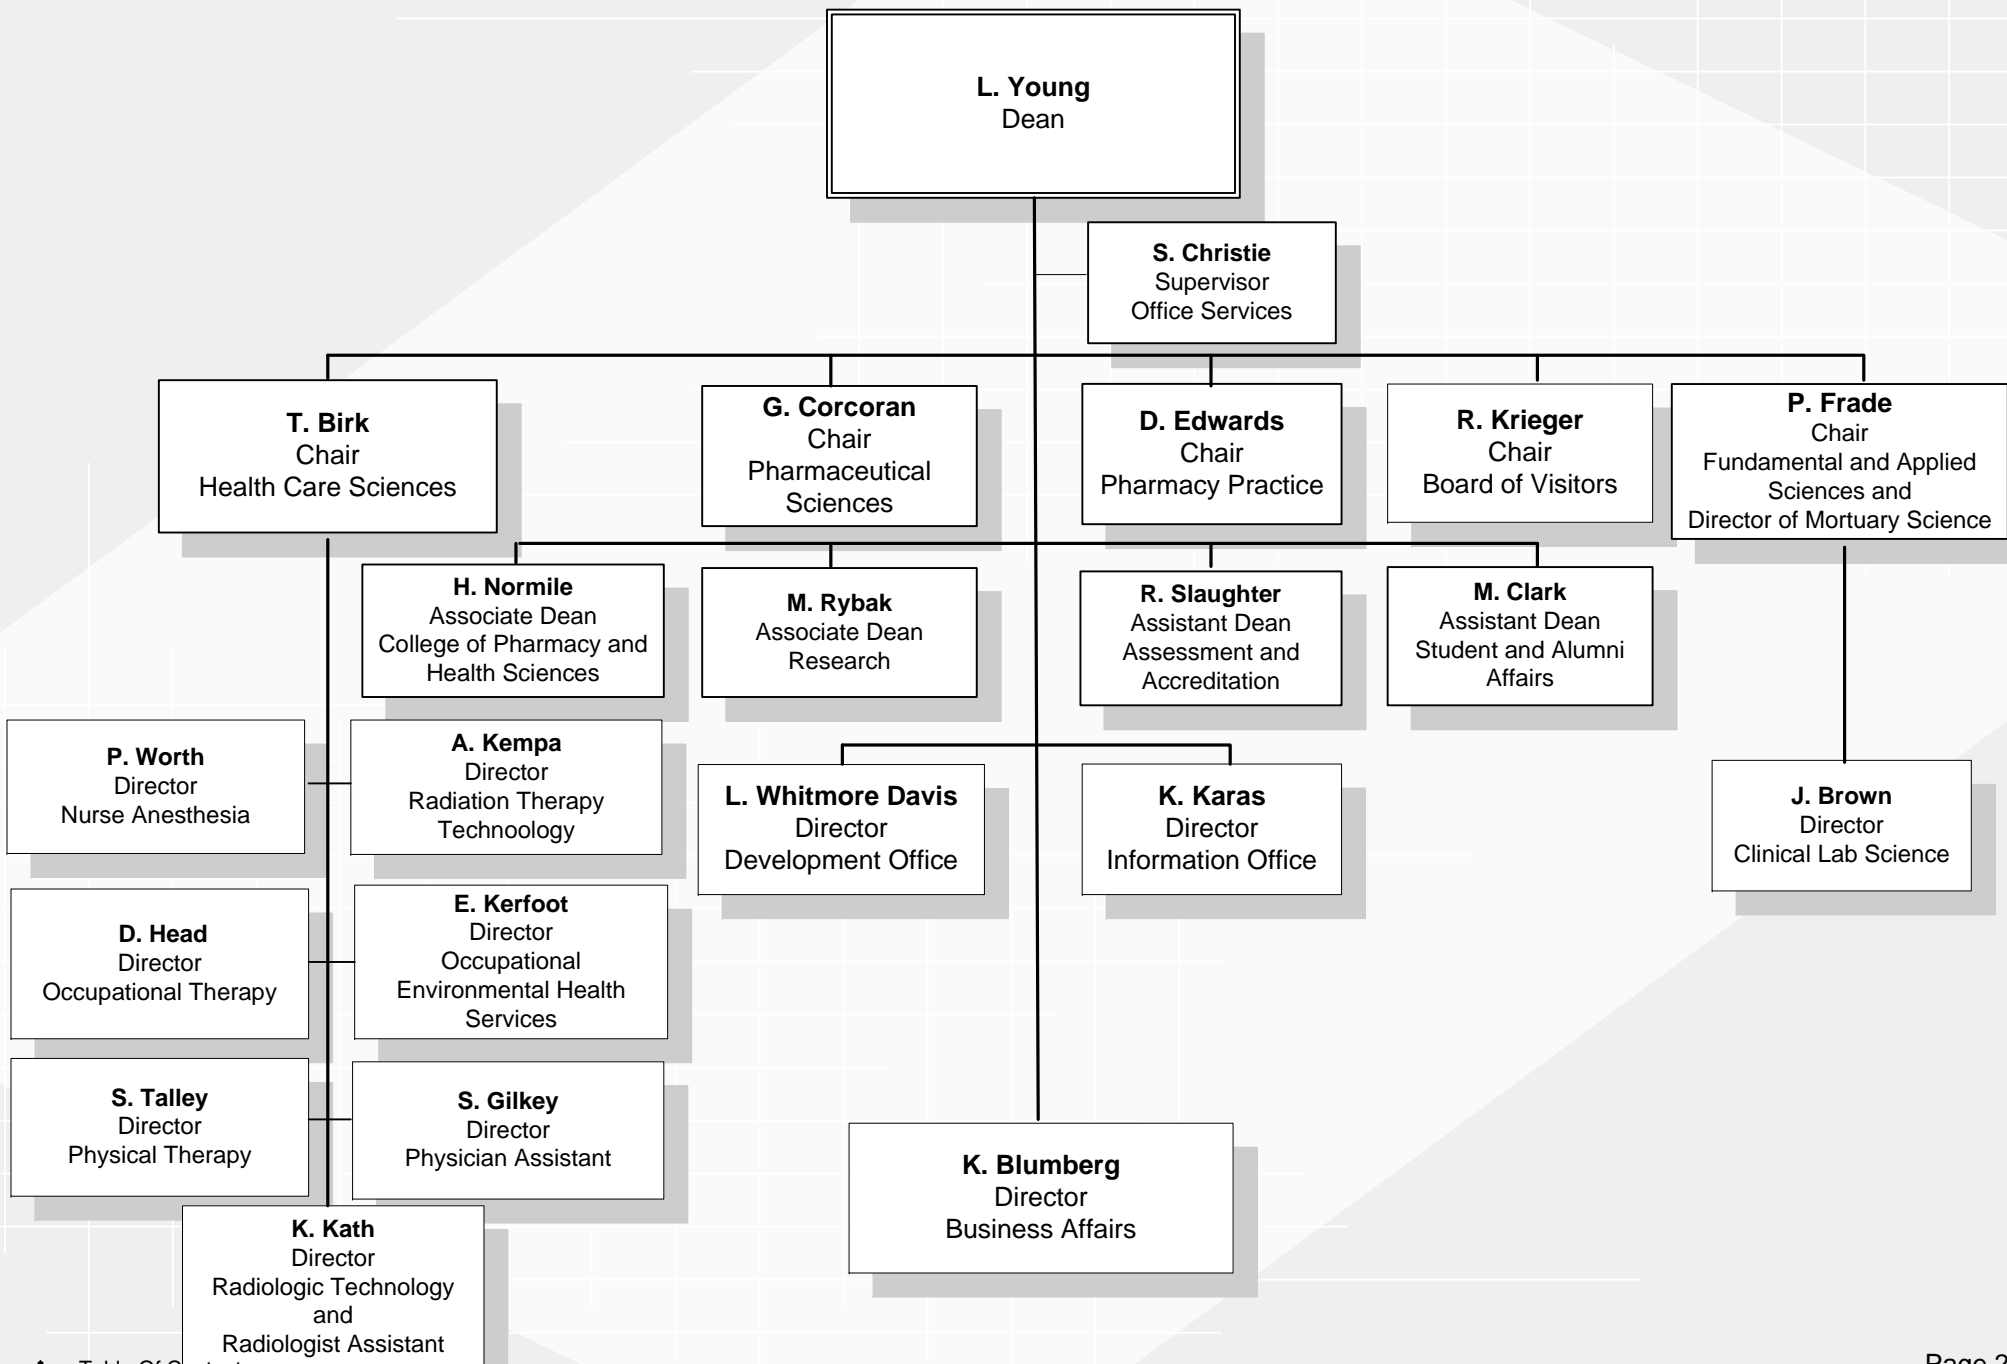 L. Young
Dean
S. Christie
Supervisor
Office Services
T. Birk
Chair
Health Care Sciences
G. Corcoran
Chair
Pharmaceutical
Sciences
D. Edwards
Chair
Pharmacy Practice
R. Krieger
Chair
Board of Visitors
P. Frade
Chair
Fundamental and Applied
Sciences and
Director of Mortuary Science
H. Normile
Associate Dean
College of Pharmacy and
Health Sciences
M. Rybak
Associate Dean
Research
R. Slaughter
Assistant Dean
Assessment and
Accreditation
M. Clark
Assistant Dean
Student and Alumni
Affairs
P. Worth
Director
Nurse Anesthesia
A. Kempa
Director
Radiation Therapy
Technoology
L. Whitmore Davis
Director
Development Office
K. Karas
Director
Information Office
J. Brown
Director
Clinical Lab Science
D. Head
Director
Occupational Therapy
E. Kerfoot
Director
Occupational
Environmental Health
Services
S. Talley
Director
Physical Therapy
S. Gilkey
Director
Physician Assistant
K. Blumberg
Director
Business Affairs
K. Kath
Director
Radiologic Technology
and
Radiologist Assistant
Table Of
Page 2